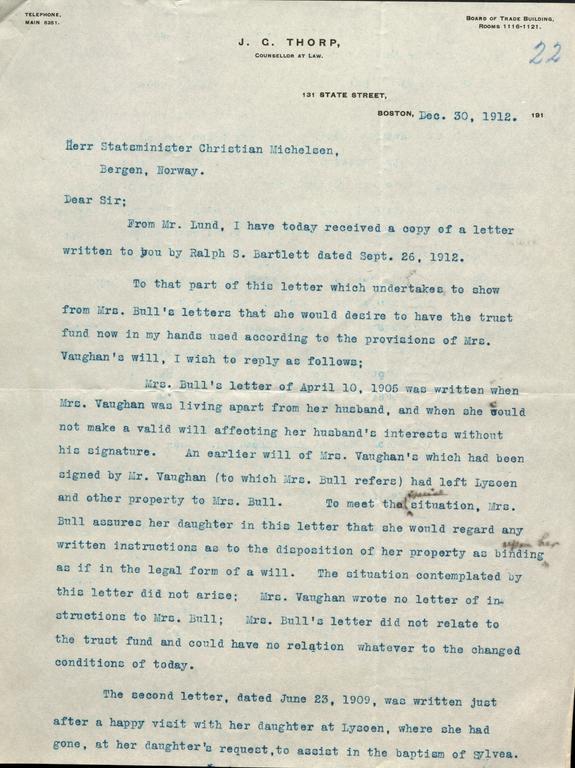 TELEPHONE,
MAIN 8351.
BOARD OF TRADE BUILDING,
ROOMS 1116-1121.
22
J. G. THORP,
COUNSELLOR AT LAW.
131 STATE STREET,
BOSTON, Dec. 30, 1912. 191
Herr Statsminister Christian Michelsen,
Bergen, Norway.
Dear Sir;
From Mr. Lund, I have today received a copy of a letter
written to you by Ralph S. Bartlett dated Sept. 26, 1912.
To that part of this letter which undertakes to show
from Mrs. Bull's letters that she would desire to have the trust
fund now in my hands used according to the provisions of Mrs.
Vaughan's will, I wish to reply as follows;
Mrs. Bull's letter of April 10, 1905 was written when
Mrs. Vaughan was living apart from her husband, and when she could
not make a valid will affecting her husband's interests without
his signature. An earlier will of Mrs. Vaughan's which had been
signed by Mr. Vaughan (to which Mrs. Bull refers) had left Lysoen
special
and other property to Mrs. Bull. To meet the situation, Mrs.
Bull assures her daughter in this letter that she would regard any
upon her
written instructions as to the disposition of her property as binding
as if in the legal form of a will. The situation contemplated by
this letter did not arise; Mrs. Vaughan wrote no letter of in-
structions to Mrs. Bull; Mrs. Bull's letter did not relate to
the trust fund and could have no relation whatever to the changed
conditions of today.
The second letter, dated June 23, 1909, was written just
after a happy visit with her daughter at Lysoen, where she had
gone, at her daughter's request, to assist in the baptism of Sylvea.